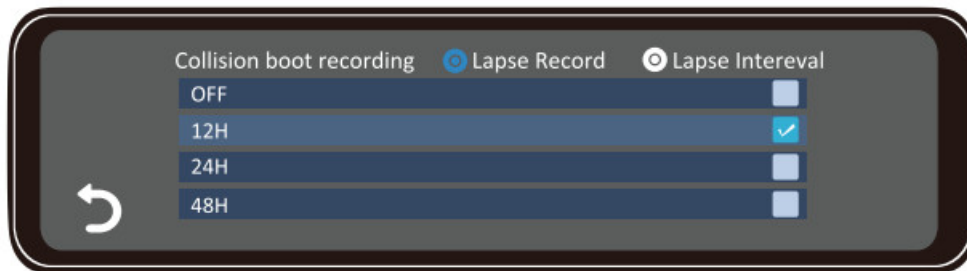 Collision boot recording Lapse Record Lapse Intereval
OFF
12H
24H
48H